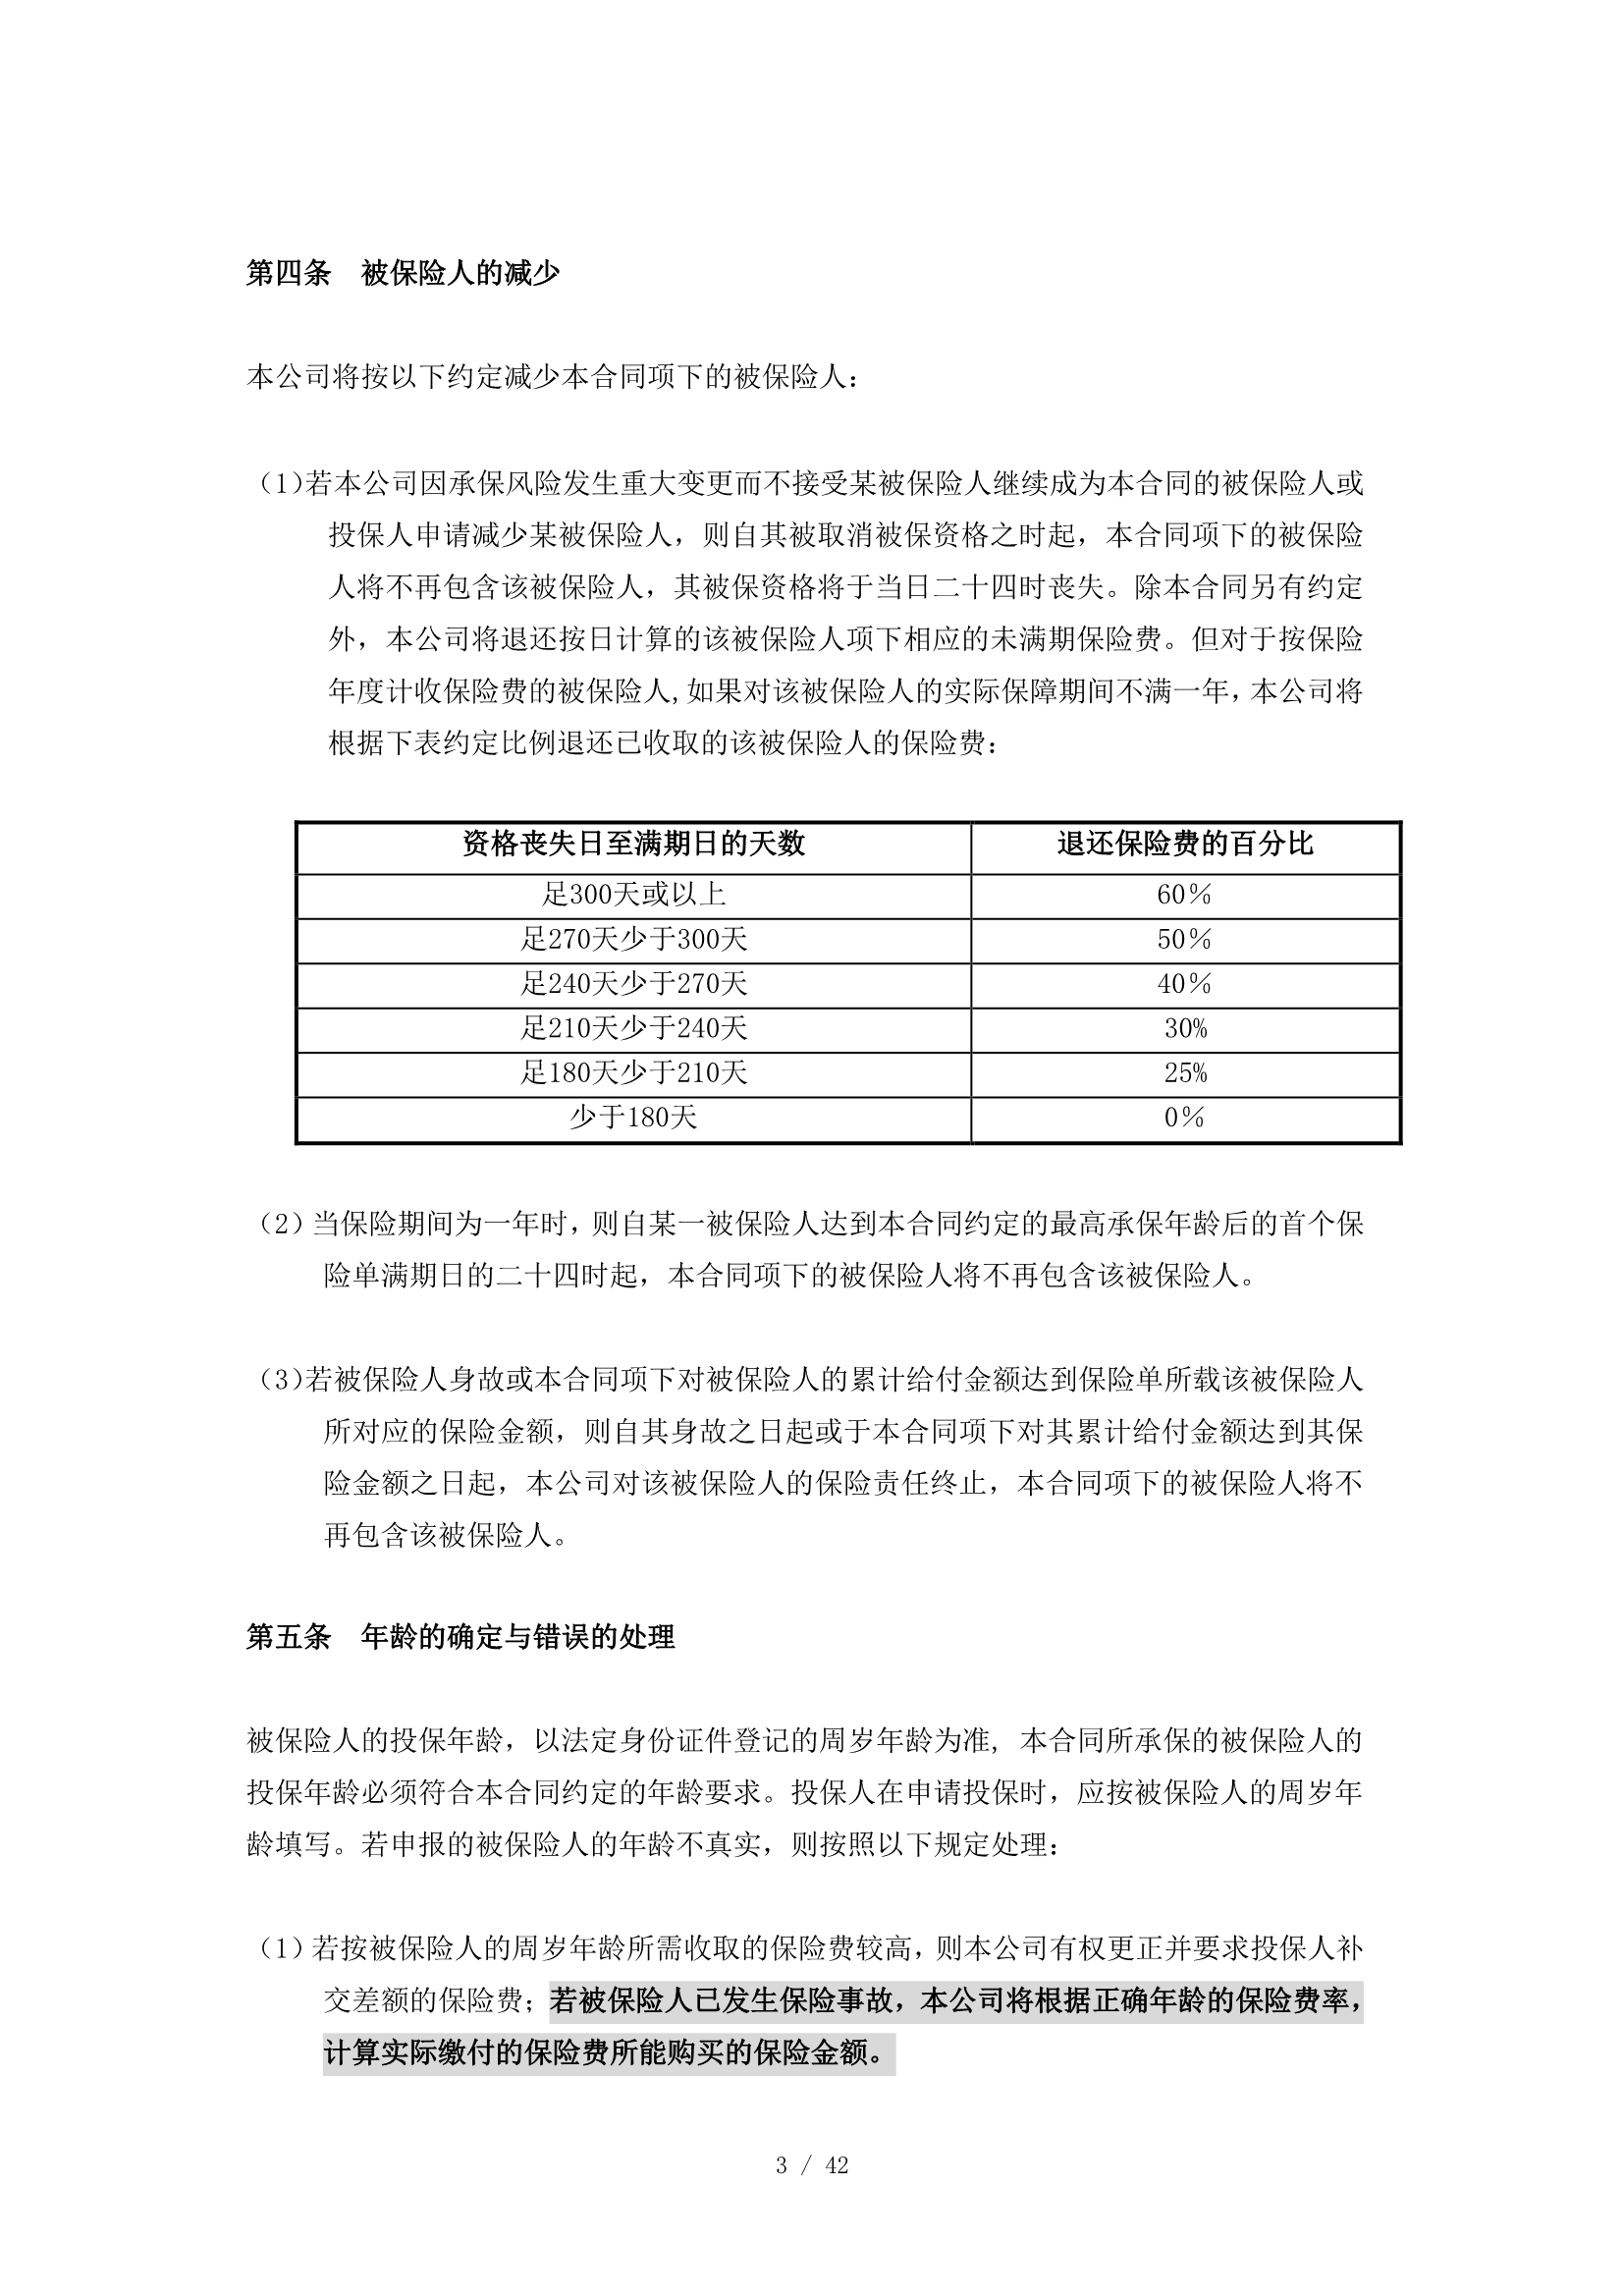 第四条　被保险人的减少
本公司将按以下约定减少本合同项下的被保险人：
（1）若本公司因承保风险发生重大变更而不接受某被保险人继续成为本合同的被保险人或
投保人申请减少某被保险人，则自其被取消被保资格之时起，本合同项下的被保险
人将不再包含该被保险人，其被保资格将于当日二十四时丧失。除本合同另有约定
外，本公司将退还按日计算的该被保险人项下相应的未满期保险费。但对于按保险
年度计收保险费的被保险人,如果对该被保险人的实际保障期间不满一年，本公司将
根据下表约定比例退还已收取的该被保险人的保险费：
资格丧失日至满期日的天数 退还保险费的百分比
足300天或以上 60％
足270天少于300天 50％
足240天少于270天 40％
足210天少于240天 30%
足180天少于210天 25%
少于180天 0％
（2）当保险期间为一年时，则自某一被保险人达到本合同约定的最高承保年龄后的首个保
险单满期日的二十四时起，本合同项下的被保险人将不再包含该被保险人。
（3）若被保险人身故或本合同项下对被保险人的累计给付金额达到保险单所载该被保险人
所对应的保险金额，则自其身故之日起或于本合同项下对其累计给付金额达到其保
险金额之日起，本公司对该被保险人的保险责任终止，本合同项下的被保险人将不
再包含该被保险人。
第五条　年龄的确定与错误的处理
被保险人的投保年龄，以法定身份证件登记的周岁年龄为准, 本合同所承保的被保险人的
投保年龄必须符合本合同约定的年龄要求。投保人在申请投保时，应按被保险人的周岁年
龄填写。若申报的被保险人的年龄不真实，则按照以下规定处理：
（1）若按被保险人的周岁年龄所需收取的保险费较高，则本公司有权更正并要求投保人补
交差额的保险费；若被保险人已发生保险事故，本公司将根据正确年龄的保险费率，
计算实际缴付的保险费所能购买的保险金额。
3 / 42